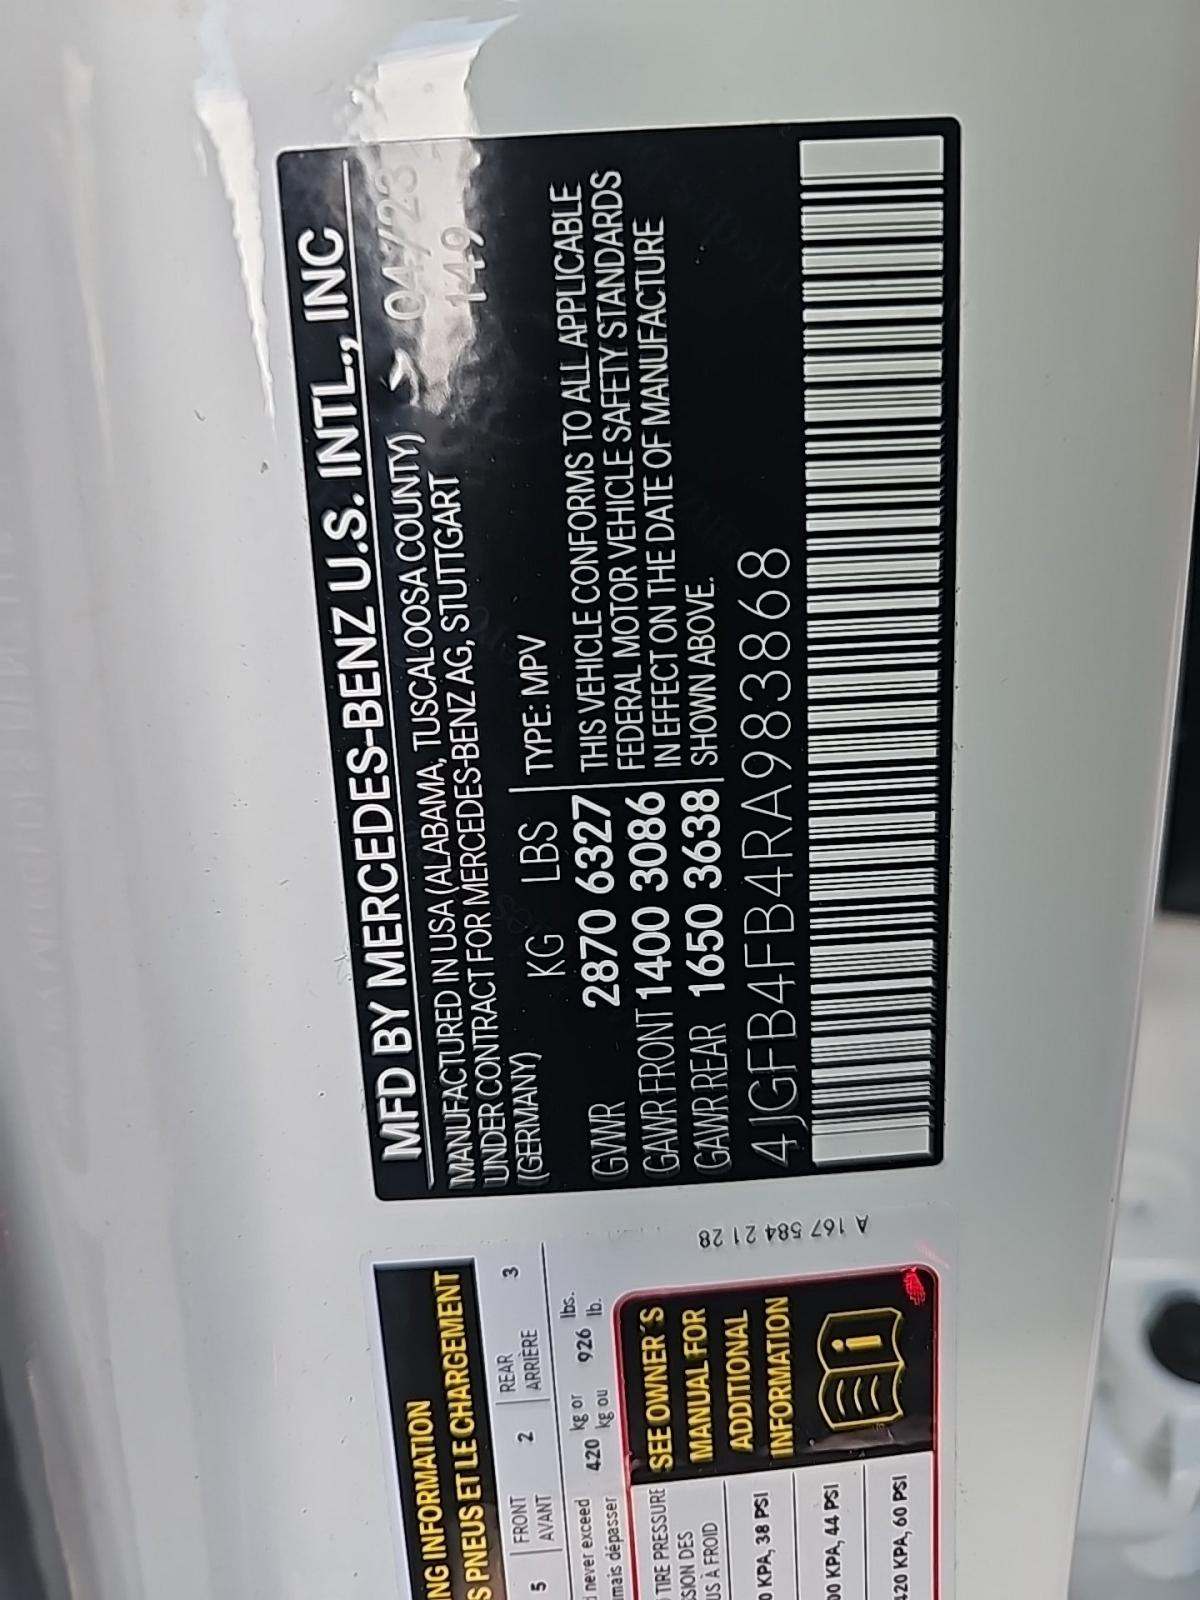 MFD BY MERCEDES-BENZ U.S. INTL., INC
MANUFACTURED IN USA (ALABAMA, TUSCALOOSA COUNTY) > 04/23
UNDER CONTRACT FOR MERCEDES-BENZ AG, STUTTGART 149
(GERMANY) KG LBS TYPE: MPV
GVWR 2870 6327 THIS VEHICLE CONFORMS TO ALL APPLICABLE
GAWR FRONT 1400 3086 FEDERAL MOTOR VEHICLE SAFETY STANDARDS
IN EFFECT ON THE DATE OF MANUFACTURE
GAWR REAR 1650 3638 SHOWN ABOVE.
4JGFB4FB4RA983868
A 167 584 21 28
ING INFORMATION
S PNEUS ET LE CHARGEMENT
5 FRONT 2 REAR 3
AVANT ARRIÈRE
never exceed 420 kg or 926 lbs.
mais dépasser kg ou lb.
TIRE PRESSURE
SION DES
US À FROID
0 KPA, 38 PSI
00 KPA, 44 PSI
420 KPA, 60 PSI
SEE OWNER'S
MANUAL FOR
ADDITIONAL
INFORMATION
i